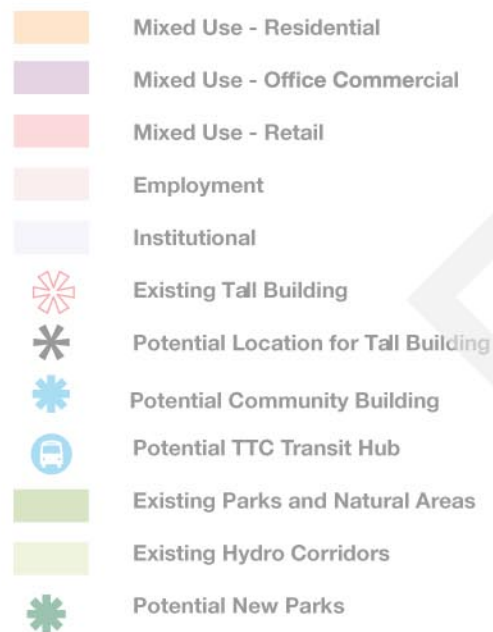 Mixed Use - Residential
Mixed Use - Office Commercial
Mixed Use - Retail
Employment
Institutional
Existing Tall Building
Potential Location for Tall Building
Potential Community Building
Potential TTC Transit Hub
Existing Parks and Natural Areas
Existing Hydro Corridors
Potential New Parks